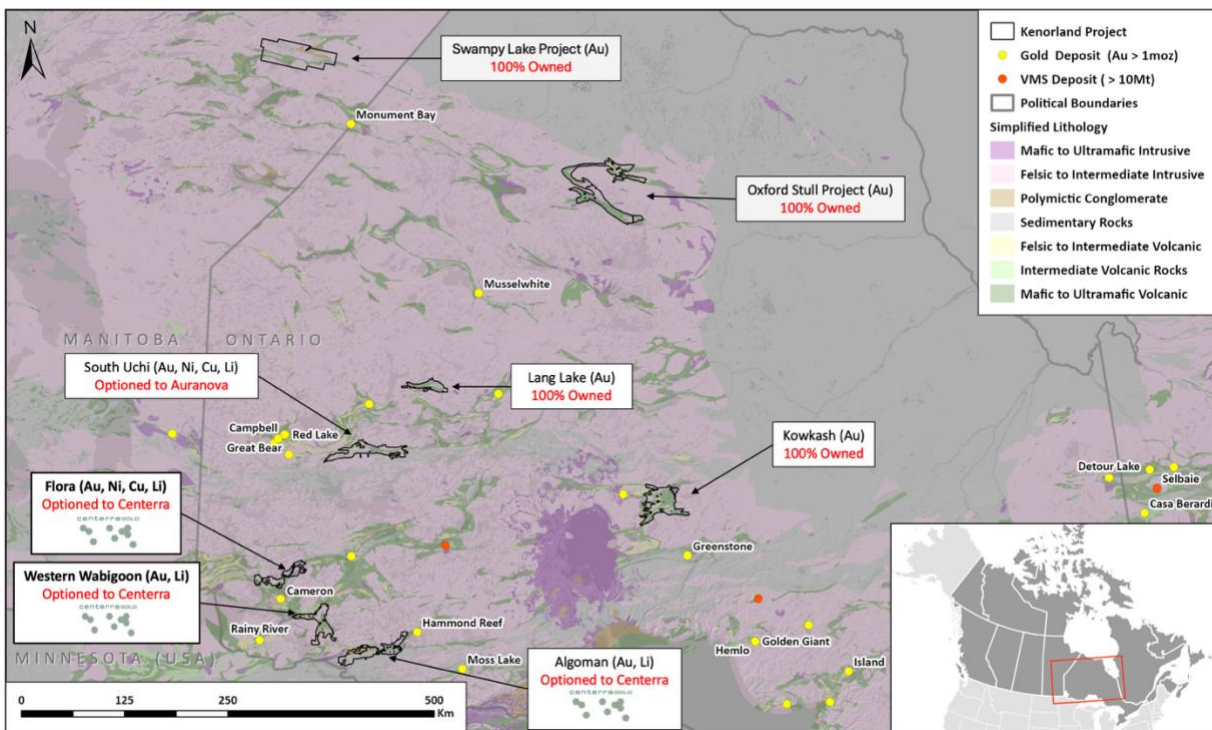 N
Swampy Lake Project (Au)
100% Owned
Monument Bay
Oxford Stull Project (Au)
100% Owned
Musselwhite
MANITOBA
ONTARIO
South Uchi (Au, Ni, Cu, Li)
Optioned to Auranova
Lang Lake (Au)
100% Owned
Campbell
Red Lake
Great Bear
Kowkash (Au)
100% Owned
Flora (Au, Ni, Cu, Li)
Optioned to Centerra
centerraGOLD
Western Wabigoon (Au, Li)
Optioned to Centerra
centerraGOLD
Cameron
Rainy River
MINNESOTA (USA)
Hammond Reef
Moss Lake
Algoman (Au, Li)
Optioned to Centerra
centerraGOLD
Greenstone
Golden Giant
Hemlo
Island
Detour Lake
Selbaie
Casa Berardi
0 125 250 500
Km
Kenorland Project
Gold Deposit (Au > 1moz)
VMS Deposit ( > 10Mt)
Political Boundaries
Simplified Lithology
Mafic to Ultramafic Intrusive
Felsic to Intermediate Intrusive
Polymictic Conglomerate
Sedimentary Rocks
Felsic to Intermediate Volcanic
Intermediate Volcanic Rocks
Mafic to Ultramafic Volcanic